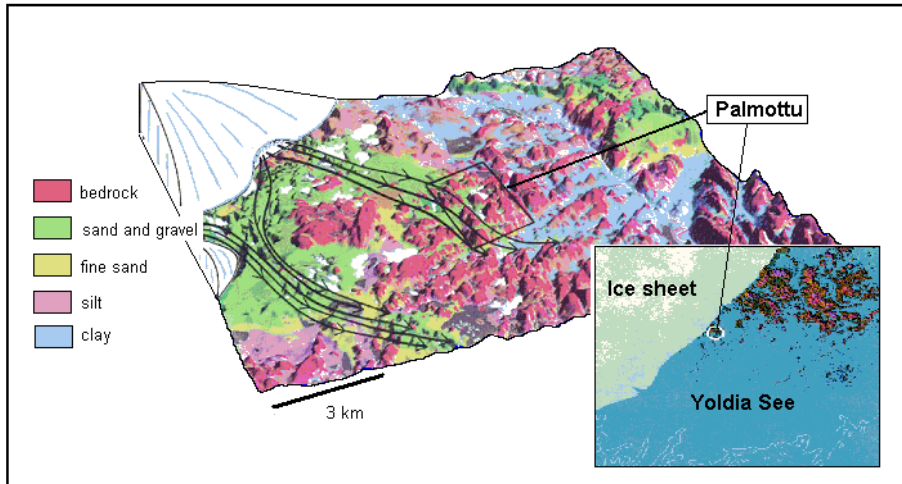 Palmottu
bedrock
sand and gravel
fine sand
silt
clay
3 km
Ice sheet
Yoldia See